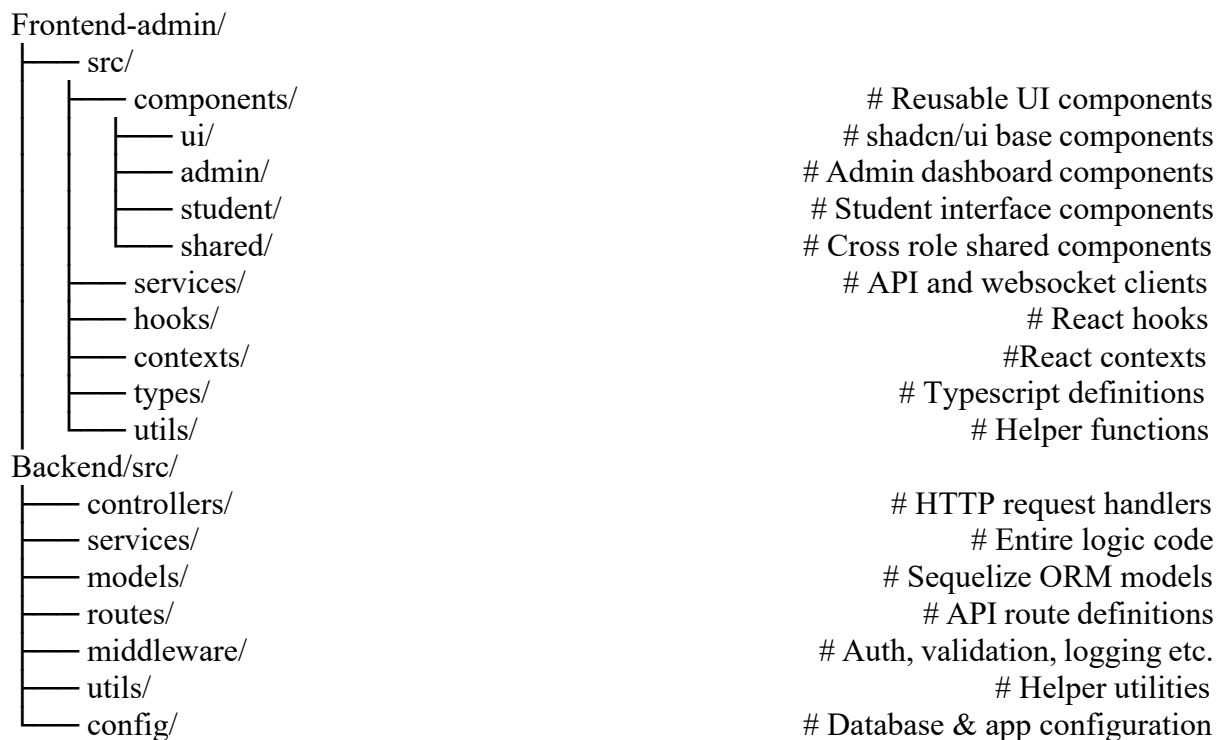 Frontend-admin/
├── src/
│ ├── components/ # Reusable UI components
│ │ ├── ui/ # shadcn/ui base components
│ │ ├── admin/ # Admin dashboard components
│ │ ├── student/ # Student interface components
│ │ └── shared/ # Cross role shared components
│ ├── services/ # API and websocket clients
│ ├── hooks/ # React hooks
│ ├── contexts/ #React contexts
│ ├── types/ # Typescript definitions
│ └── utils/ # Helper functions
Backend/src/
├── controllers/ # HTTP request handlers
├── services/ # Entire logic code
├── models/ # Sequelize ORM models
├── routes/ # API route definitions
├── middleware/ # Auth, validation, logging etc.
├── utils/ # Helper utilities
└── config/ # Database & app configuration